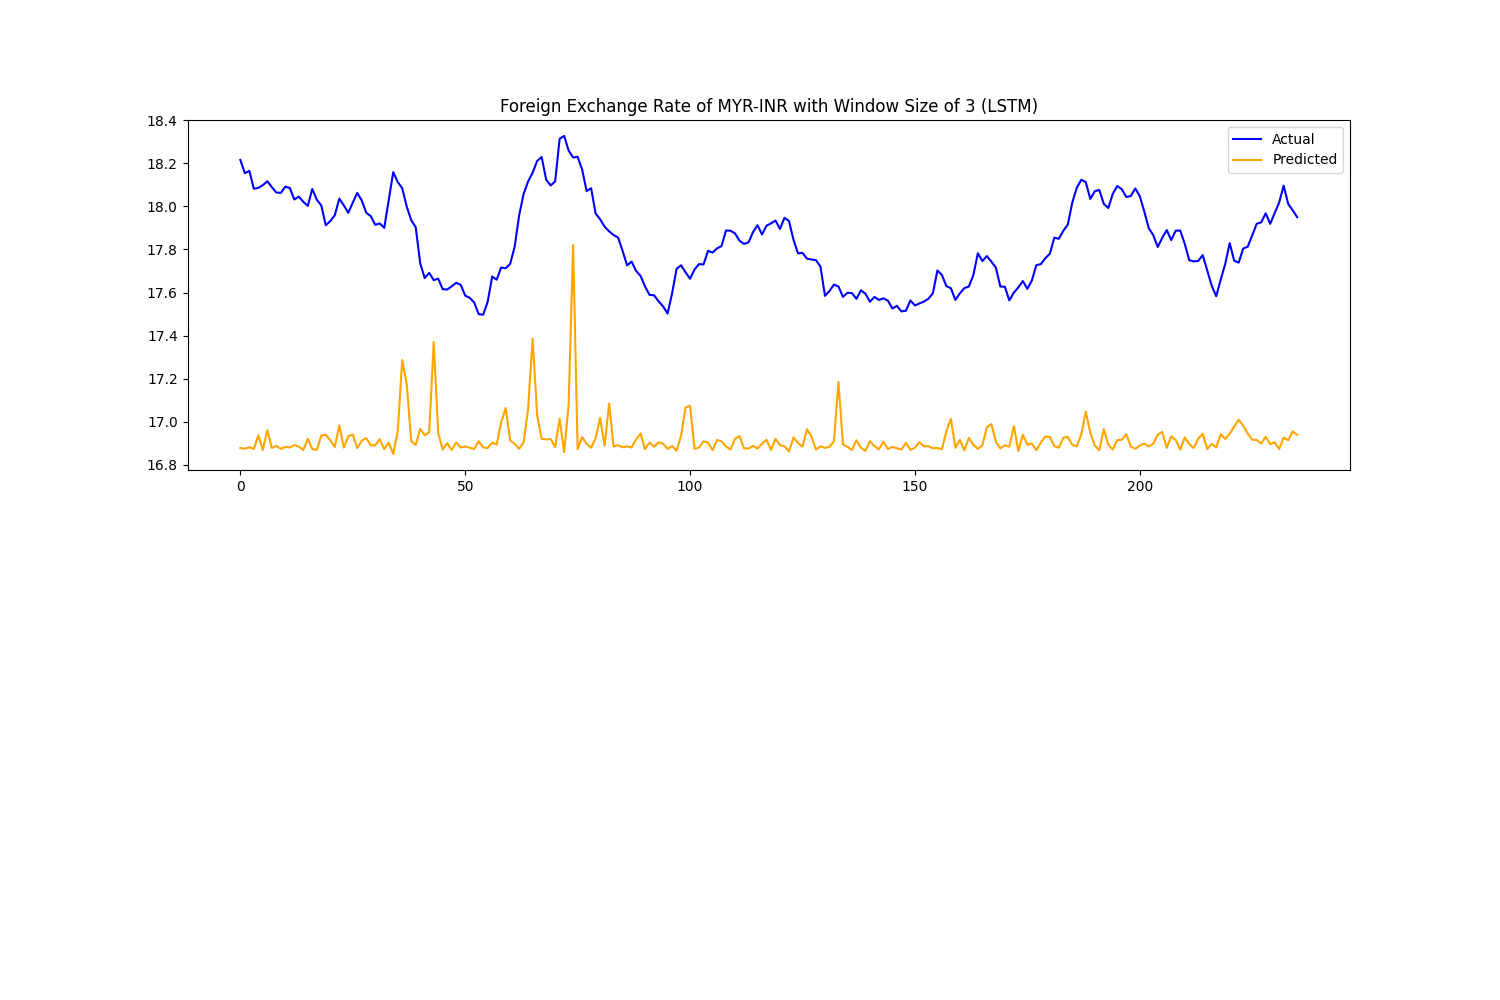 Foreign Exchange Rate of MYR-INR with Window Size of 3 (LSTM)
Actual
Predicted
18.4
18.2
18.0
17.8
17.6
17.4
17.2
17.0
16.8
0 50 100 150 200